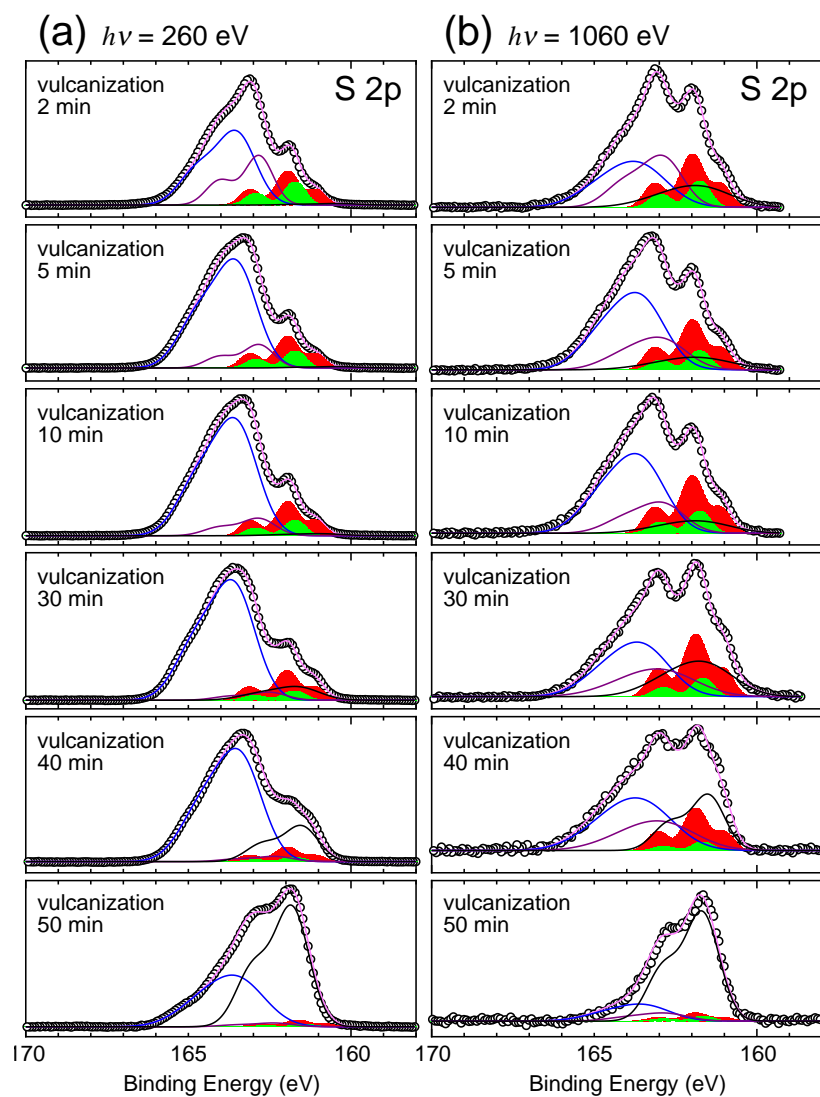 (a) hν = 260 eV
(b) hν = 1060 eV
vulcanization
2 min
S 2p
vulcanization
2 min
S 2p
vulcanization
5 min
vulcanization
5 min
vulcanization
10 min
vulcanization
10 min
vulcanization
30 min
vulcanization
30 min
vulcanization
40 min
vulcanization
40 min
vulcanization
50 min
vulcanization
50 min
170 165 160
170 165 160
Binding Energy (eV)
Binding Energy (eV)